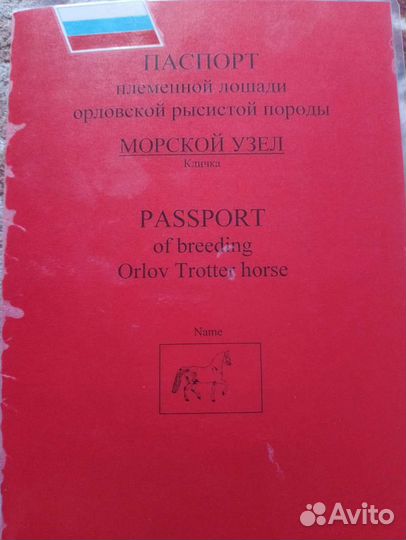 ПАСПОРТ
племенной лошади
орловской рысистой породы
МОРСКОЙ УЗЕЛ
Кличка
PASSPORT
of breeding
Orlov Trotter horse
Name
Avito